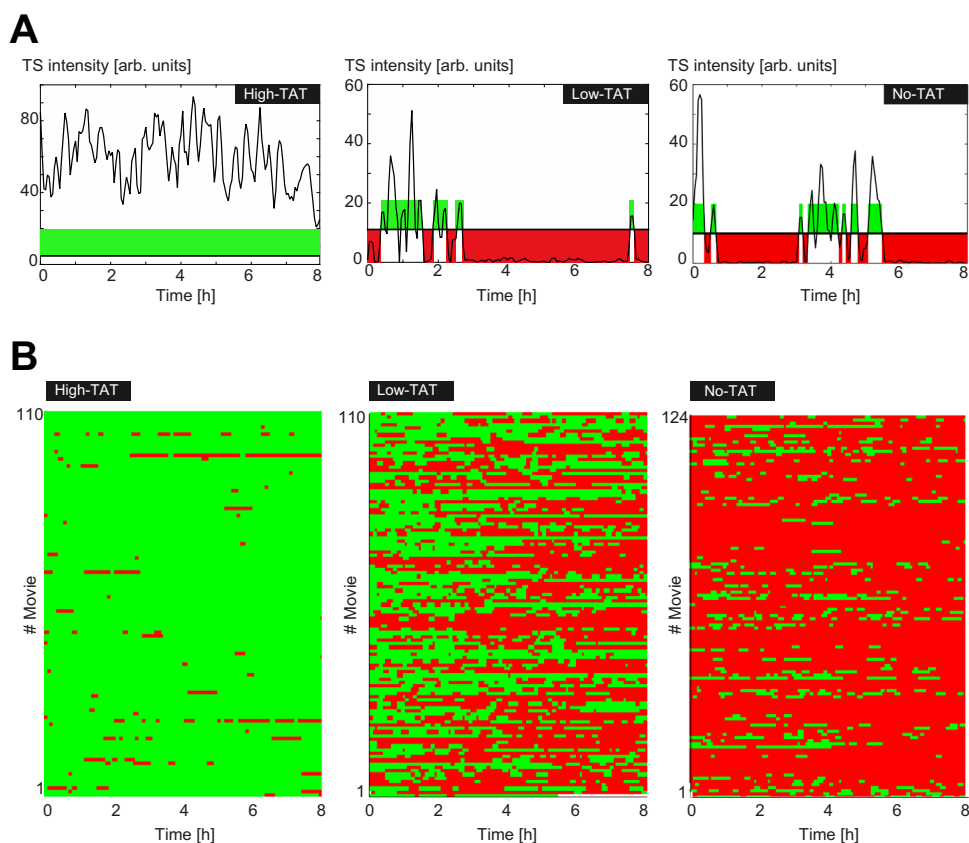 A
TS intensity [arb. units] TS intensity [arb. units] TS intensity [arb. units]
High-TAT Low-TAT No-TAT
80 60 60
40 40
40 20 20
0 0 0
0 2 4 6 8 0 2 4 6 8 0 2 4 6 8
Time [h] Time [h] Time [h]
B
High-TAT Low-TAT No-TAT
110 110 124
# Movie # Movie # Movie
1 1 1
0 2 4 6 8 0 2 4 6 8 0 2 4 6 8
Time [h] Time [h] Time [h]